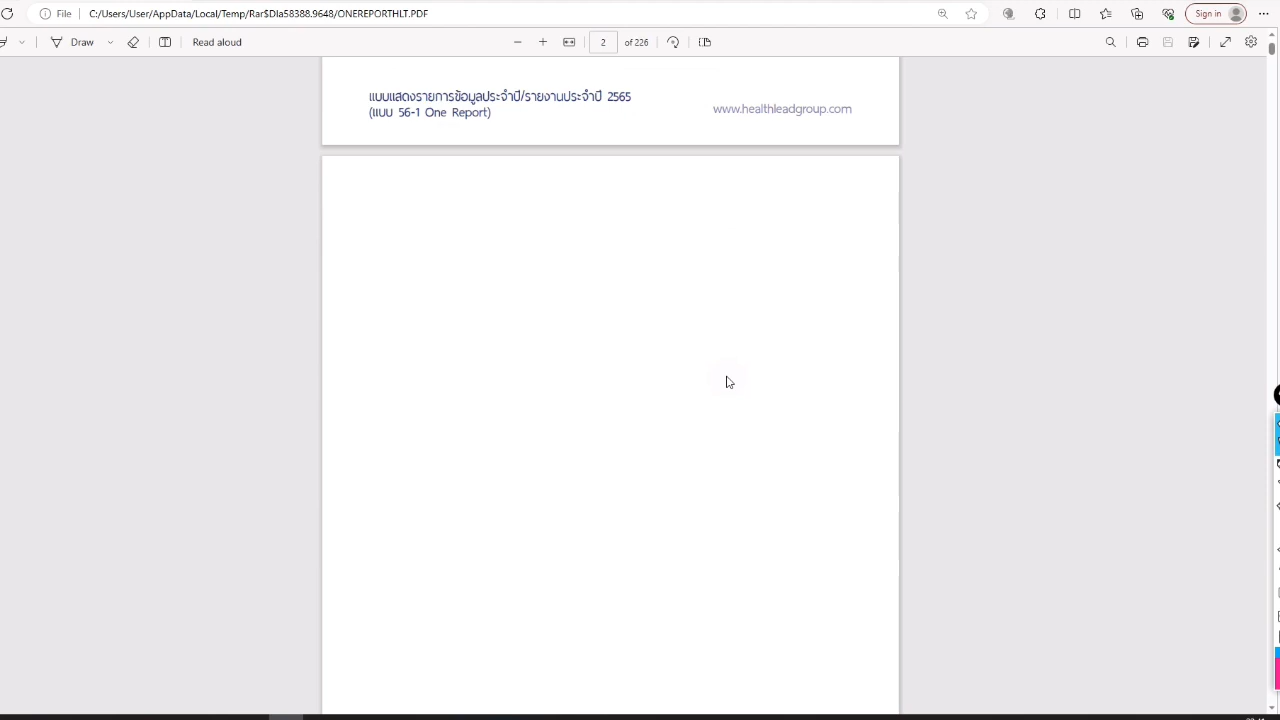 File C:/Users/User/AppData/Local/Temp/Rar$DIa58388.9648/ONEREPORTHLT.PDF Sign in
Draw Read aloud 2 of 226
แบบแสดงรายการข้อมูลประจำปี/รายงานประจำปี 2565
(แบบ 56-1 One Report)
www.healthleadgroup.com